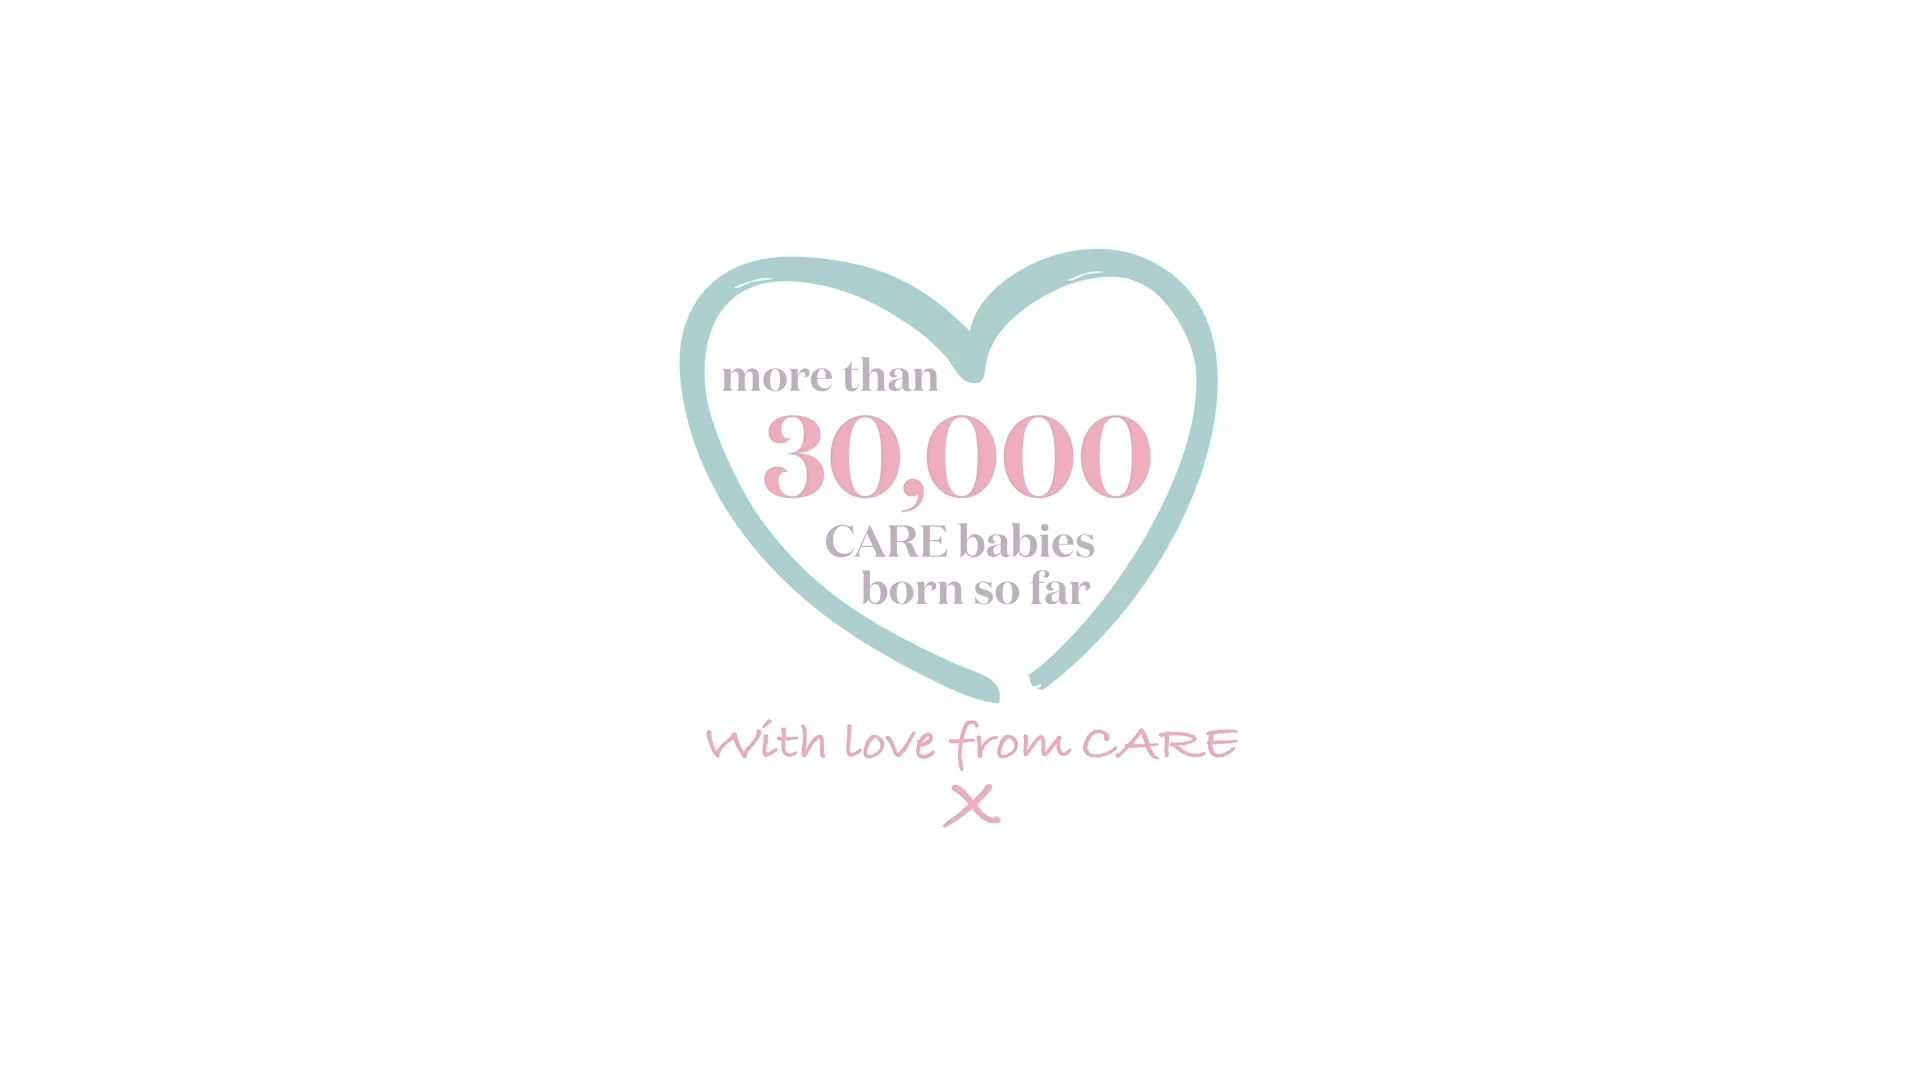 more than
30,000
CARE babies
born so far
With love from CARE
X